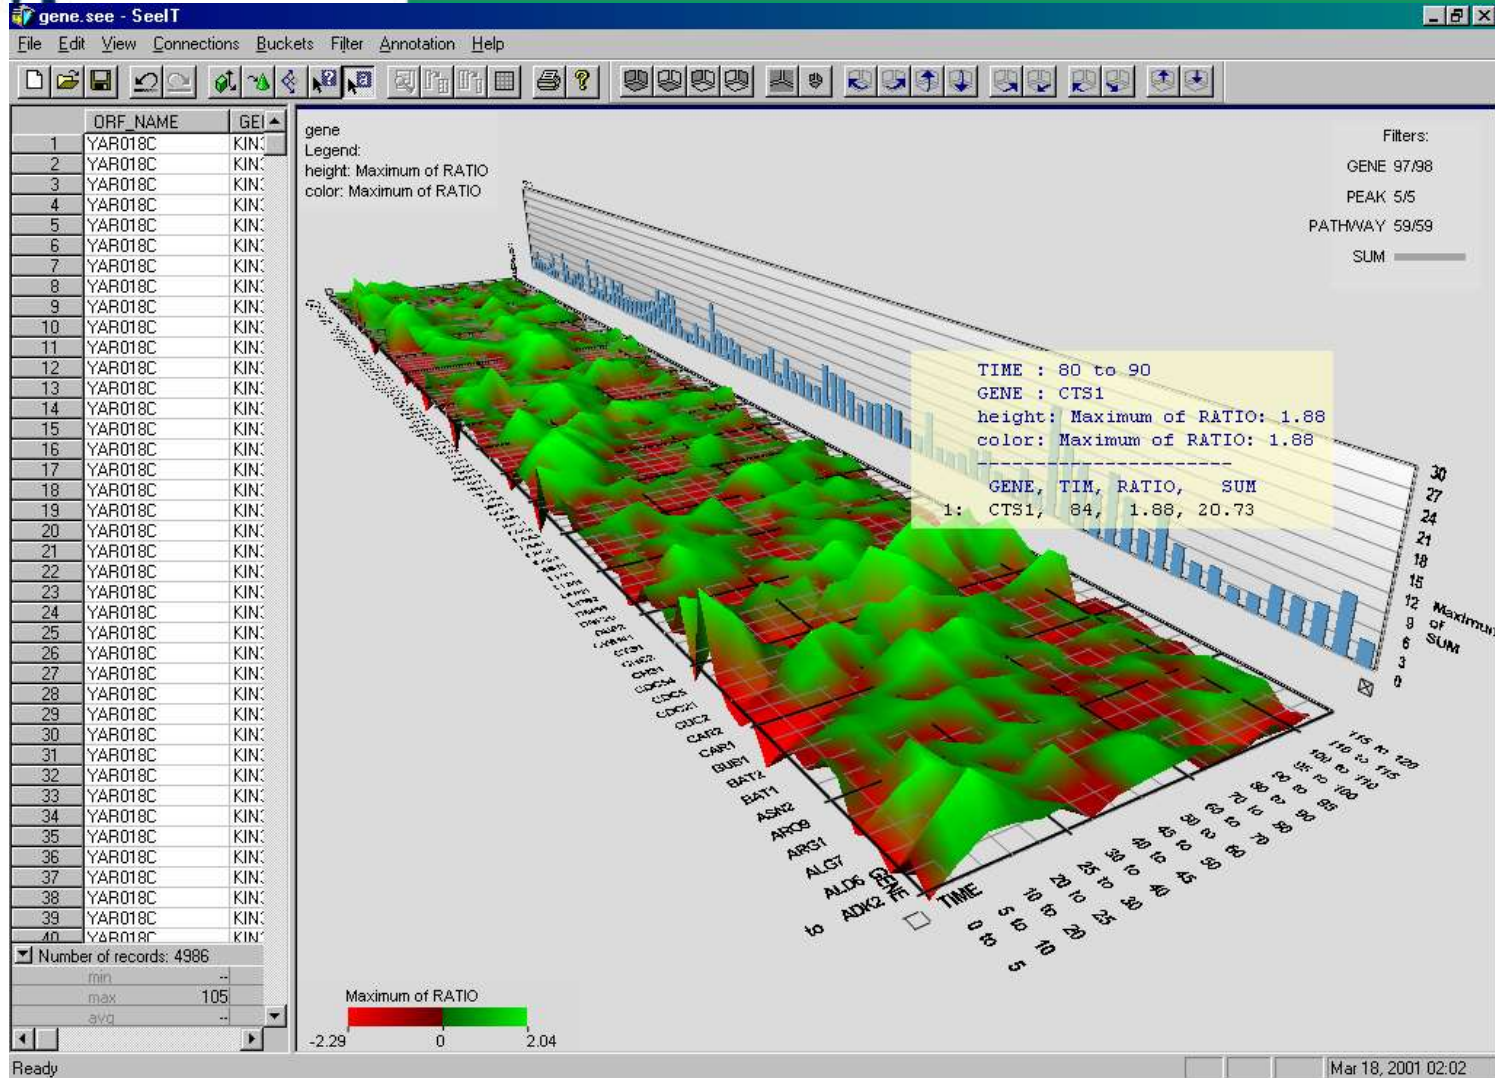 gene.see - SeeIT
File Edit View Connections Buckets Filter Annotation Help
ORF_NAME GEI
1 YAR018C KIN
2 YAR018C KIN
3 YAR018C KIN
4 YAR018C KIN
5 YAR018C KIN
6 YAR018C KIN
7 YAR018C KIN
8 YAR018C KIN
9 YAR018C KIN
10 YAR018C KIN
11 YAR018C KIN
12 YAR018C KIN
13 YAR018C KIN
14 YAR018C KIN
15 YAR018C KIN
16 YAR018C KIN
17 YAR018C KIN
18 YAR018C KIN
19 YAR018C KIN
20 YAR018C KIN
21 YAR018C KIN
22 YAR018C KIN
23 YAR018C KIN
24 YAR018C KIN
25 YAR018C KIN
26 YAR018C KIN
27 YAR018C KIN
28 YAR018C KIN
29 YAR018C KIN
30 YAR018C KIN
31 YAR018C KIN
32 YAR018C KIN
33 YAR018C KIN
34 YAR018C KIN
35 YAR018C KIN
36 YAR018C KIN
37 YAR018C KIN
38 YAR018C KIN
39 YAR018C KIN
40 YAR018C KIN
Number of records: 4986
min --
max 105
avg --
gene
Legend:
height: Maximum of RATIO
color: Maximum of RATIO
Filters:
GENE 97/98
PEAK 5/5
PATHWAY 59/59
SUM
TIME : 80 to 90
GENE : CTS1
height: Maximum of RATIO: 1.88
color: Maximum of RATIO: 1.88
----------------------
GENE, TIM, RATIO, SUM
1: CTS1, 84, 1.88, 20.73
30
27
24
21
18
15
12
9
6
3
0
Maximum
of
SUM
CHS1
CDC54
CDC5
CDC21
CUC2
CAR2
CAR1
BUB1
BAT2
BAT1
ASN2
ARO9
ARG1
ALG7
ALD6
ADK2
GENE
to
TIME
0 to 5
5 to 10
10 to 20
20 to 25
25 to 30
30 to 40
40 to 45
45 to 50
50 to 60
60 to 70
70 to 80
80 to 90
90 to 95
95 to 100
100 to 110
110 to 115
115 to 120
Maximum of RATIO
-2.29 0 2.04
Ready
Mar 18, 2001 02:02